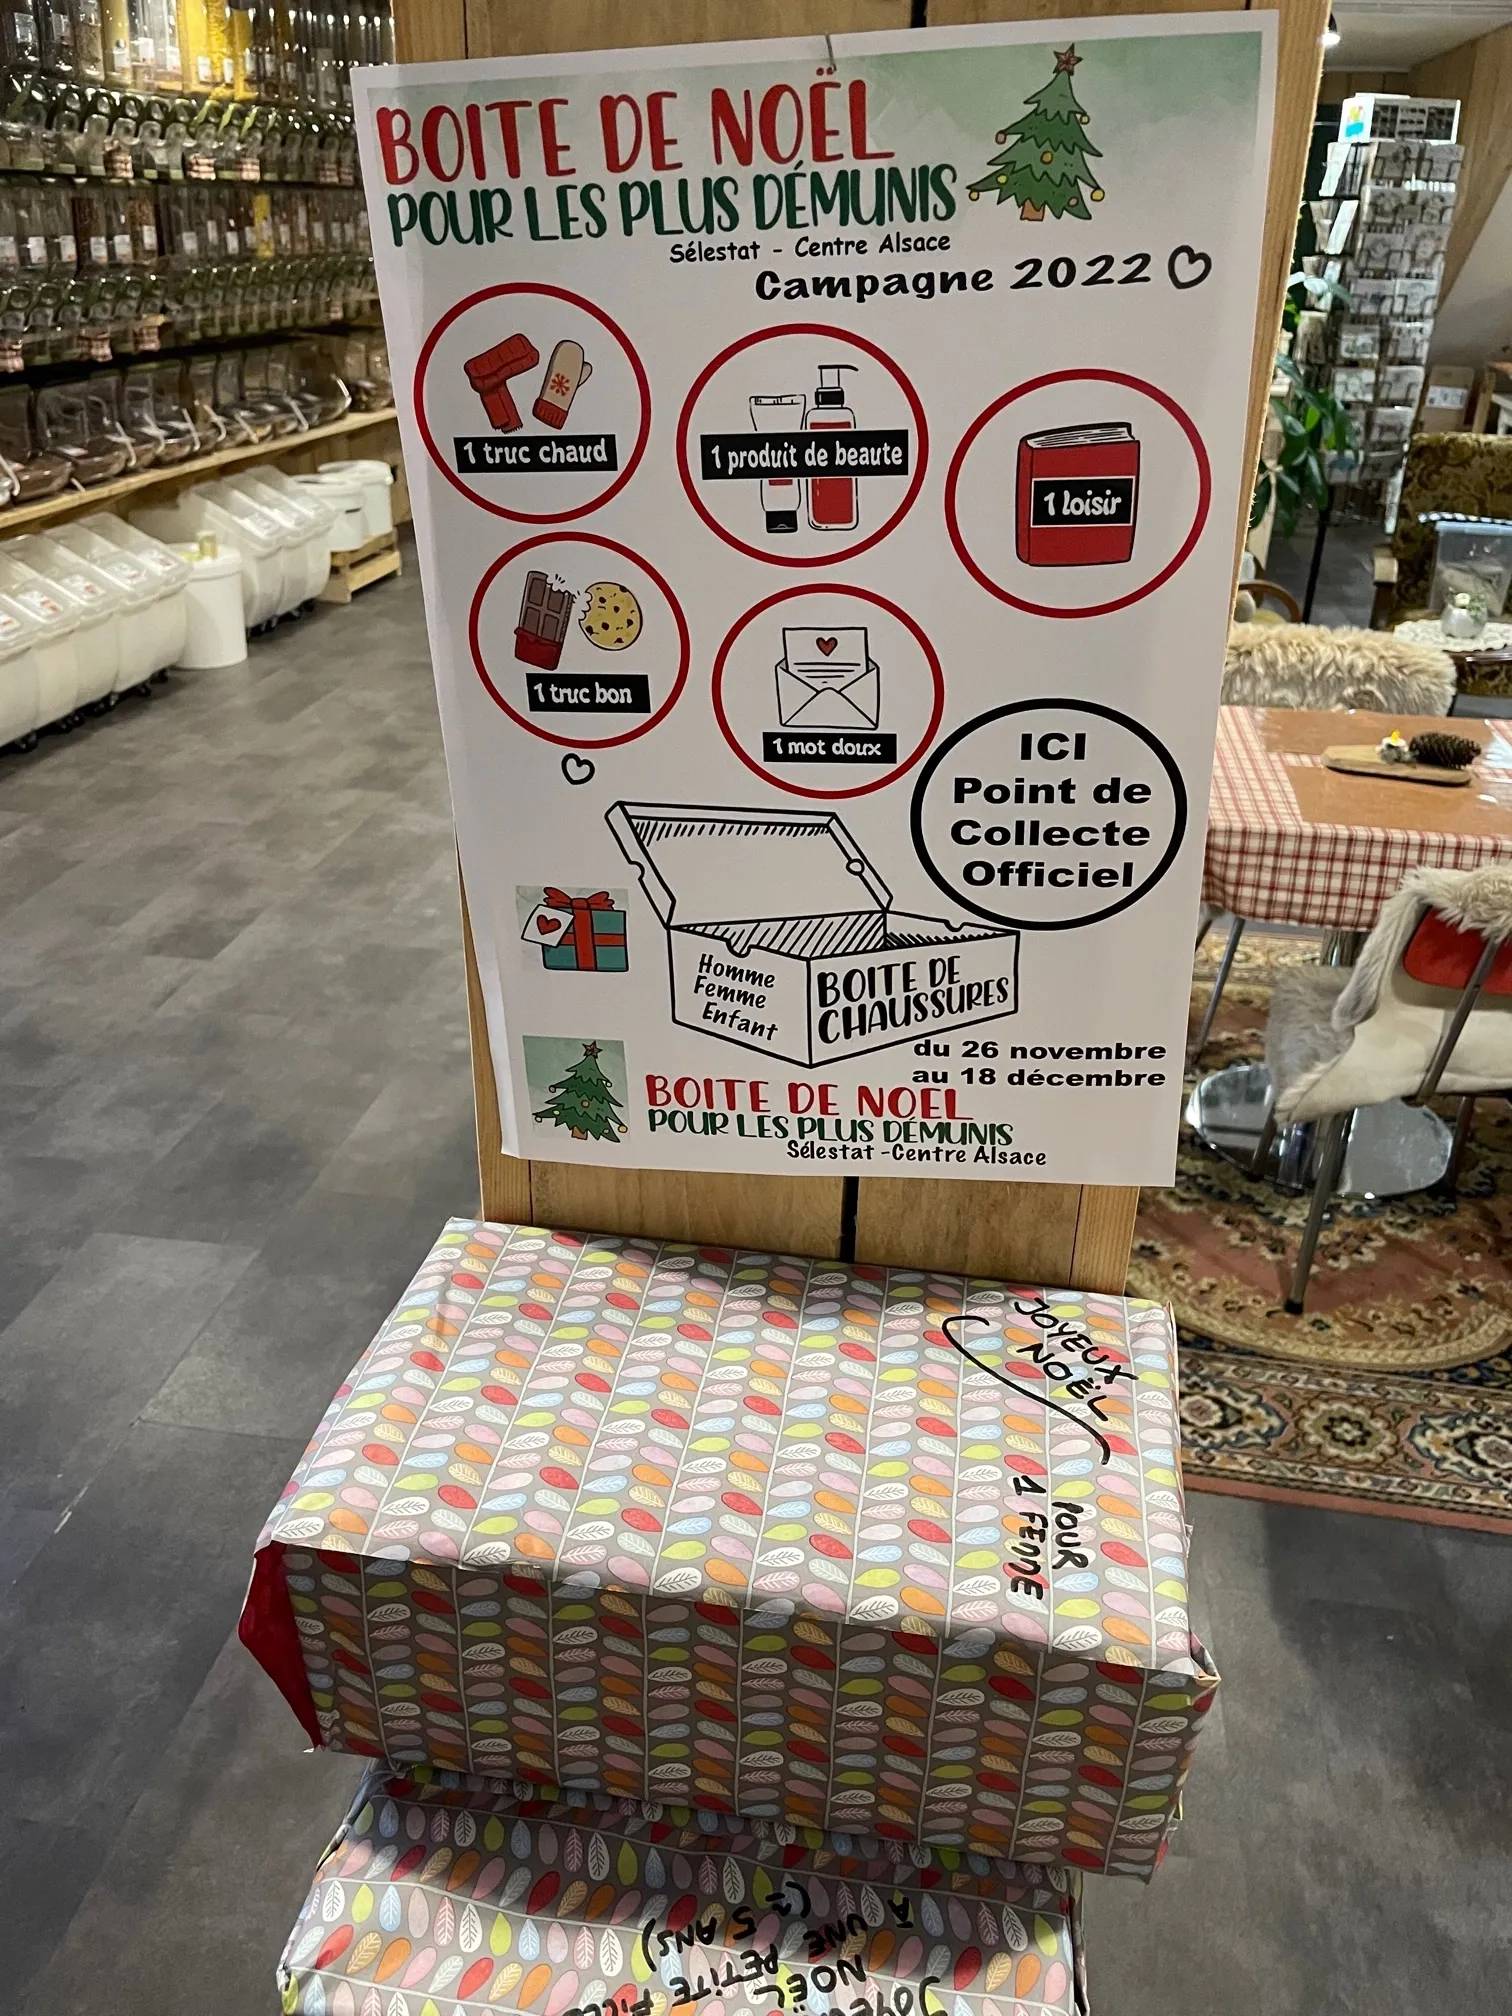 BOITE DE NOËL
POUR LES PLUS DÉMUNIS
Sélestat - Centre Alsace
Campagne 2022
1 truc chaud
1 produit de beaute
1 loisir
1 truc bon
1 mot doux
ICI
Point de
Collecte
Officiel
Homme
Femme
Enfant
BOITE DE
CHAUSSURES
du 26 novembre
au 18 décembre
BOITE DE NOEL
POUR LES PLUS DÉMUNIS
Sélestat -Centre Alsace
JOYEUX
NOËL
POUR
1 FEMME
NOËL
PETITE
À UNE
(~ 5 ANS)